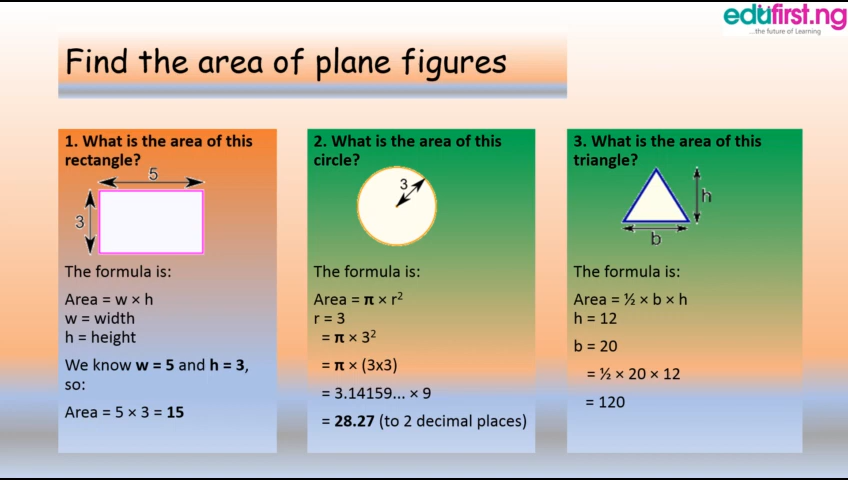 edufirst.ng
...the future of Learning
Find the area of plane figures
1. What is the area of this
rectangle?
5
3
The formula is:
Area = w × h
w = width
h = height
We know w = 5 and h = 3,
so:
Area = 5 × 3 = 15
2. What is the area of this
circle?
3
The formula is:
Area = π × r²
r = 3
= π × 3²
= π × (3x3)
= 3.14159... × 9
= 28.27 (to 2 decimal places)
3. What is the area of this
triangle?
h
b
The formula is:
Area = ½ × b × h
h = 12
b = 20
= ½ × 20 × 12
= 120